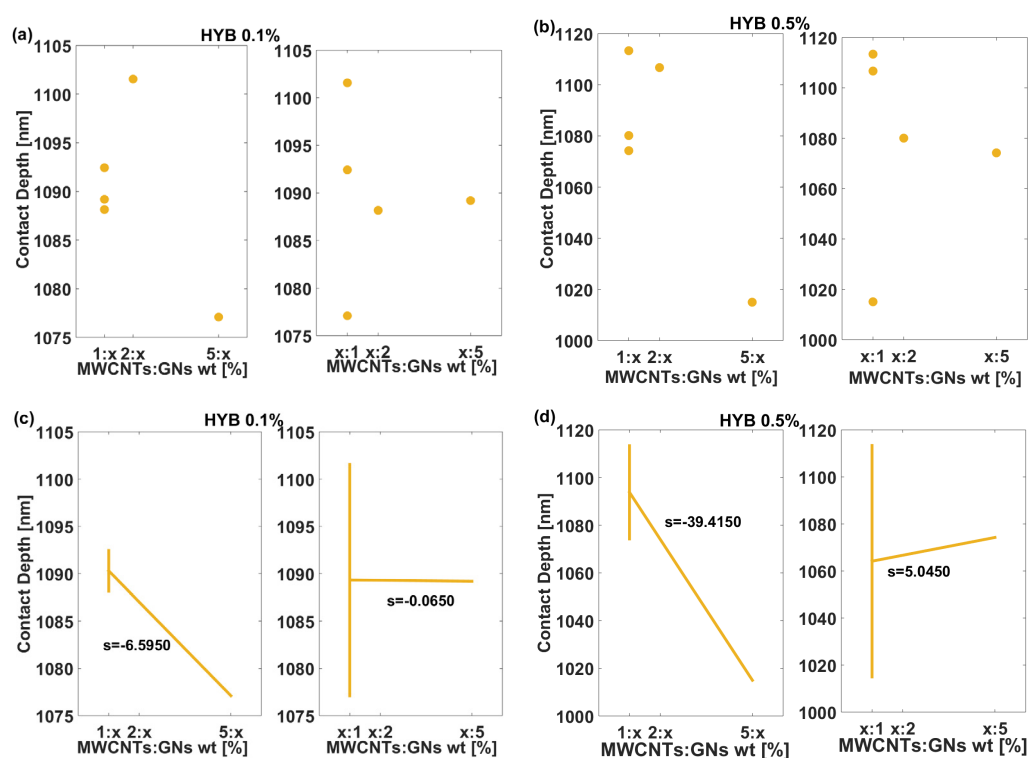 (a)
HYB 0.1%
Contact Depth [nm]
1105
1100
1095
1090
1085
1080
1075
1:x 2:x 5:x
MWCNTs:GNs wt [%]
1105
1100
1095
1090
1085
1080
1075
x:1 x:2 x:5
MWCNTs:GNs wt [%]
(b)
HYB 0.5%
Contact Depth [nm]
1120
1100
1080
1060
1040
1020
1000
1:x 2:x 5:x
MWCNTs:GNs wt [%]
1120
1100
1080
1060
1040
1020
1000
x:1 x:2 x:5
MWCNTs:GNs wt [%]
(c)
HYB 0.1%
Contact Depth [nm]
1105
1100
1095
1090
1085
1080
1075
s=-6.5950
1:x 2:x 5:x
MWCNTs:GNs wt [%]
1105
1100
1095
1090
1085
1080
1075
s=-0.0650
x:1 x:2 x:5
MWCNTs:GNs wt [%]
(d)
HYB 0.5%
Contact Depth [nm]
1120
1100
1080
1060
1040
1020
1000
s=-39.4150
1:x 2:x 5:x
MWCNTs:GNs wt [%]
1120
1100
1080
1060
1040
1020
1000
s=5.0450
x:1 x:2 x:5
MWCNTs:GNs wt [%]